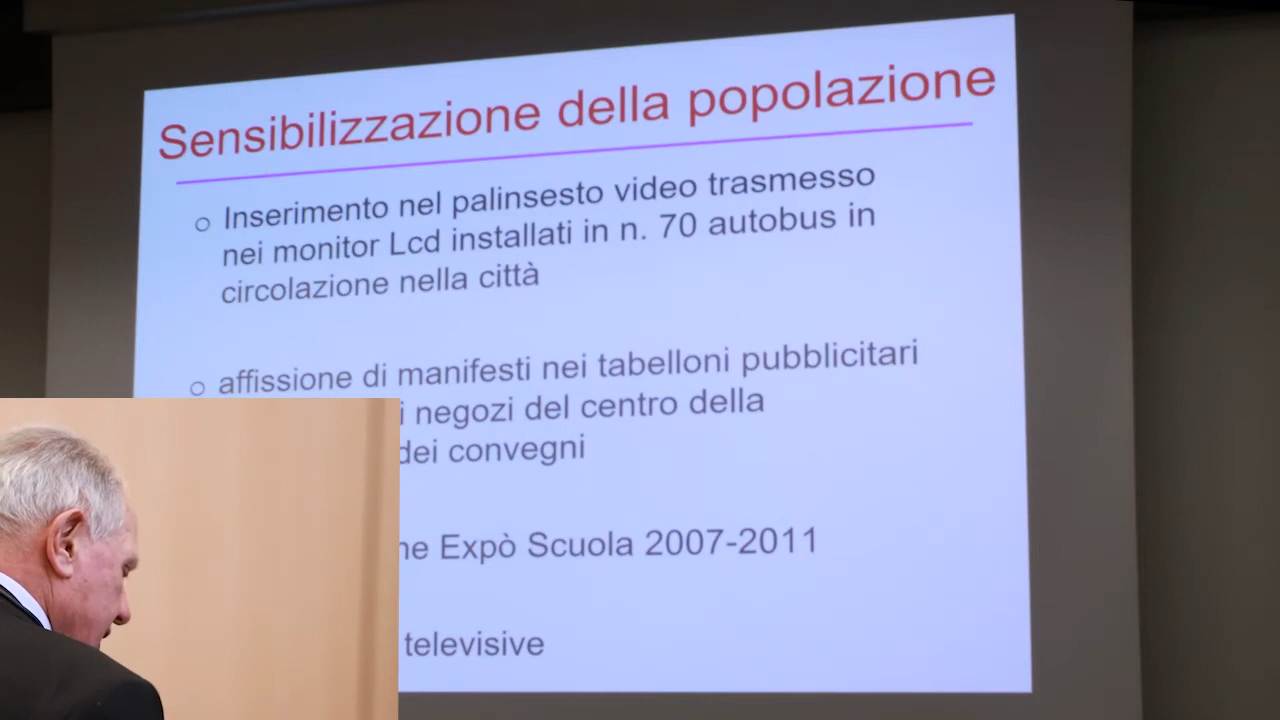 Sensibilizzazione della popolazione
Inserimento nel palinsesto video trasmesso
nei monitor Lcd installati in n. 70 autobus in
circolazione nella città
affissione di manifesti nei tabelloni pubblicitari
negozi del centro della
dei convegni
Expò Scuola 2007-2011
televisive